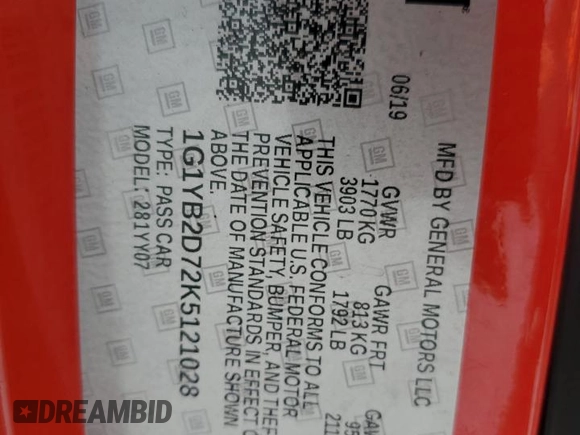 MFD BY GENERAL MOTORS LLC
06/19
GVWR GAWR FRT
1770 KG 813 KG
3903 LB 1792 LB
THIS VEHICLE CONFORMS TO ALL
APPLICABLE U.S. FEDERAL MOTOR
VEHICLE SAFETY, BUMPER, AND THEFT
PREVENTION STANDARDS IN EFFECT
THE DATE OF MANUFACTURE SHOWN
ABOVE.
1G1YB2D72K5121028
TYPE: PASS CAR
MODEL: 281YY07
GM
DREAMBID